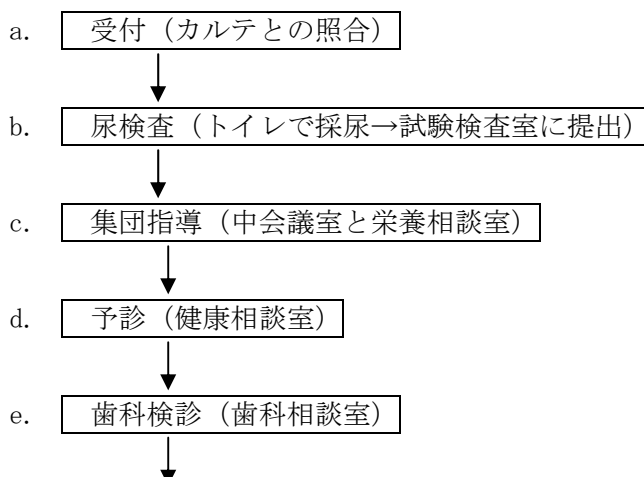 a. 受付（カルテとの照合）
b. 尿検査（トイレで採尿→試験検査室に提出）
c. 集団指導（中会議室と栄養相談室）
d. 予診（健康相談室）
e. 歯科検診（歯科相談室）